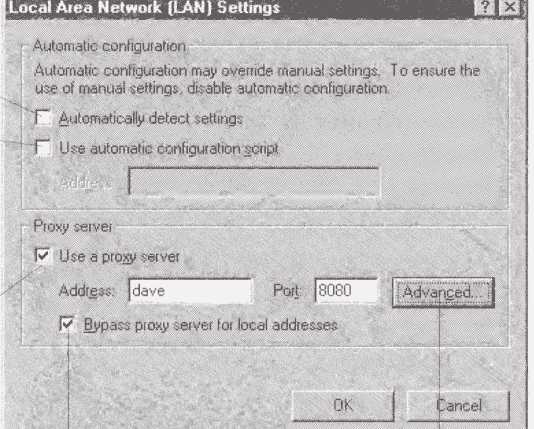 Local Area Network (LAN) Settings
Automatic configuration
Automatic configuration may override manual settings. To ensure the
use of manual settings, disable automatic configuration.
Automatically detect settings
Use automatic configuration script
Address
Proxy server
Use a proxy server
Address: dave Port: 8080 Advanced...
Bypass proxy server for local addresses
OK Cancel